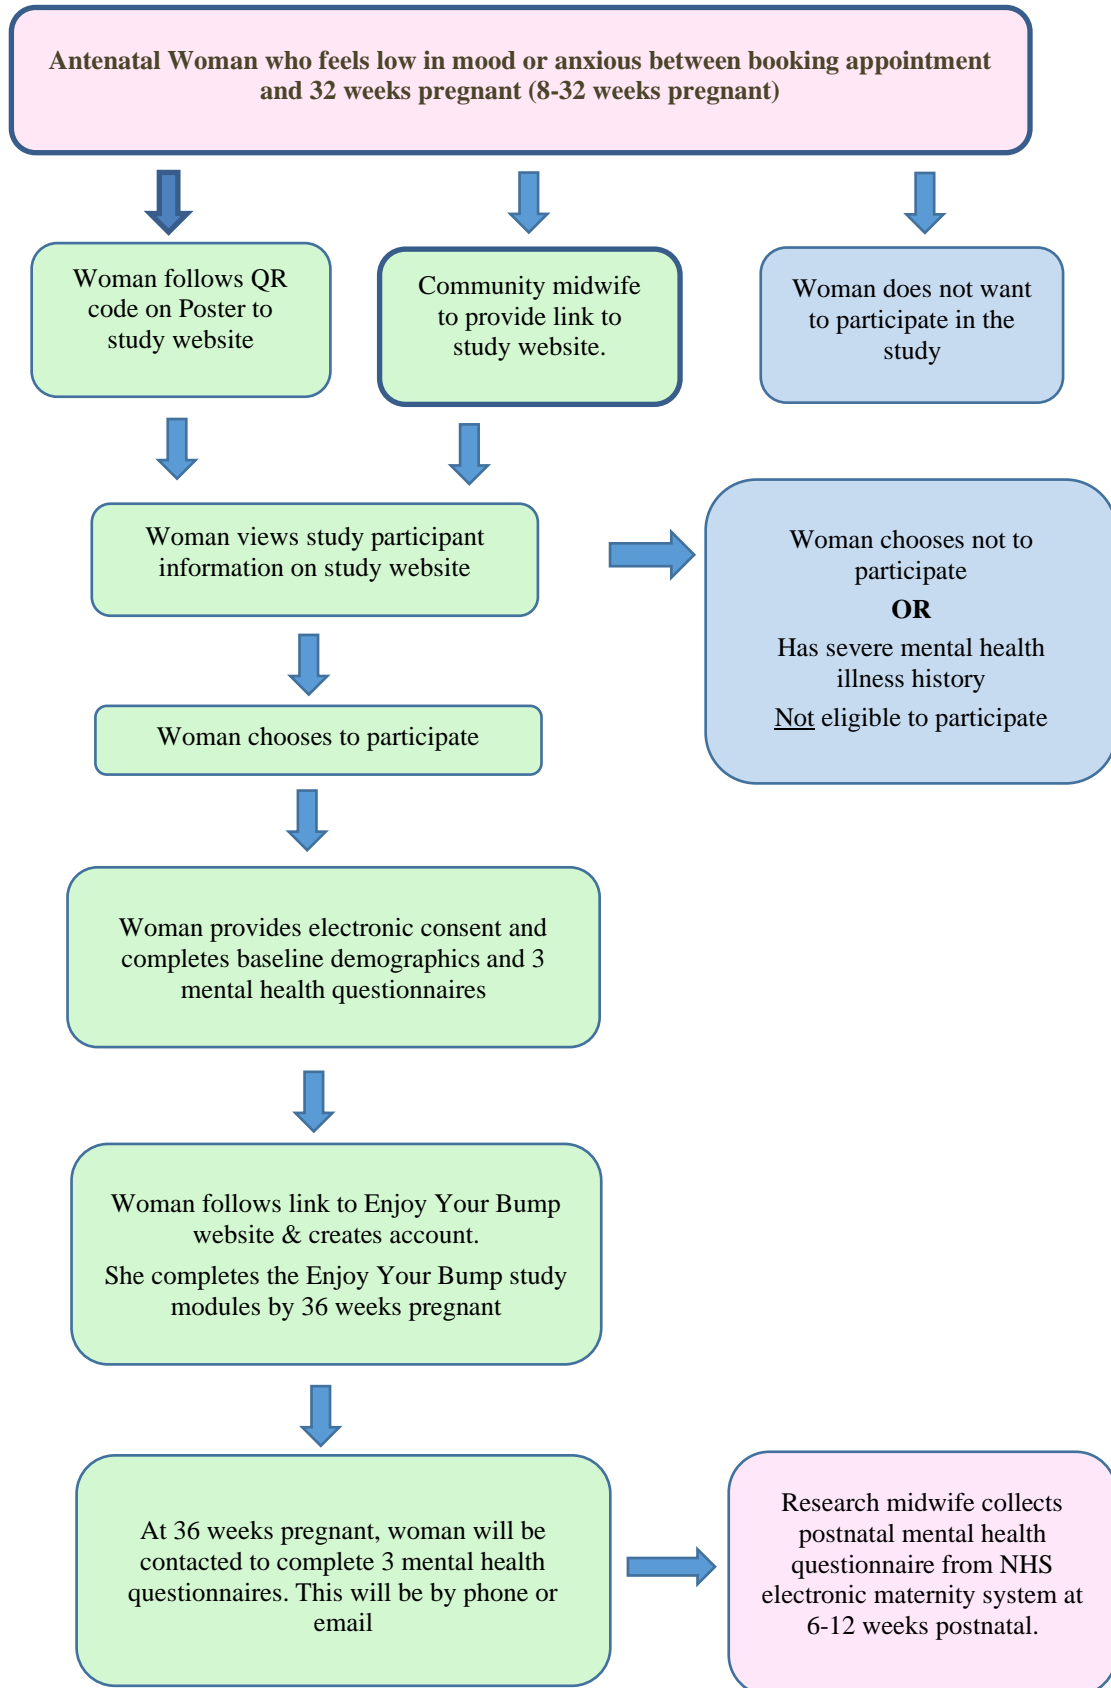 Antenatal Woman who feels low in mood or anxious between booking appointment
and 32 weeks pregnant (8-32 weeks pregnant)
Woman follows QR
code on Poster to
study website
Community midwife
to provide link to
study website.
Woman does not want
to participate in the
study
Woman views study participant
information on study website
Woman chooses not to
participate
OR
Has severe mental health
illness history
Not eligible to participate
Woman chooses to participate
Woman provides electronic consent and
completes baseline demographics and 3
mental health questionnaires
Woman follows link to Enjoy Your Bump
website & creates account.
She completes the Enjoy Your Bump study
modules by 36 weeks pregnant
At 36 weeks pregnant, woman will be
contacted to complete 3 mental health
questionnaires. This will be by phone or
email
Research midwife collects
postnatal mental health
questionnaire from NHS
electronic maternity system at
6-12 weeks postnatal.